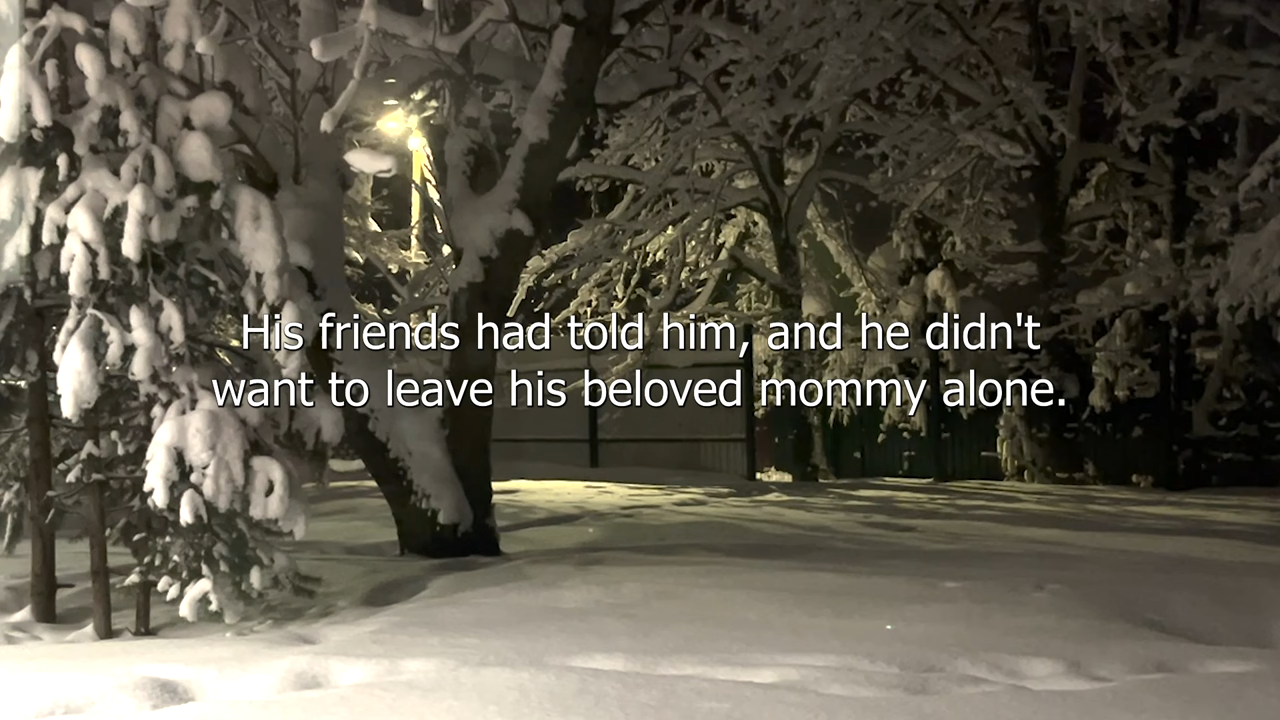 His friends had told him, and he didn't
want to leave his beloved mommy alone.